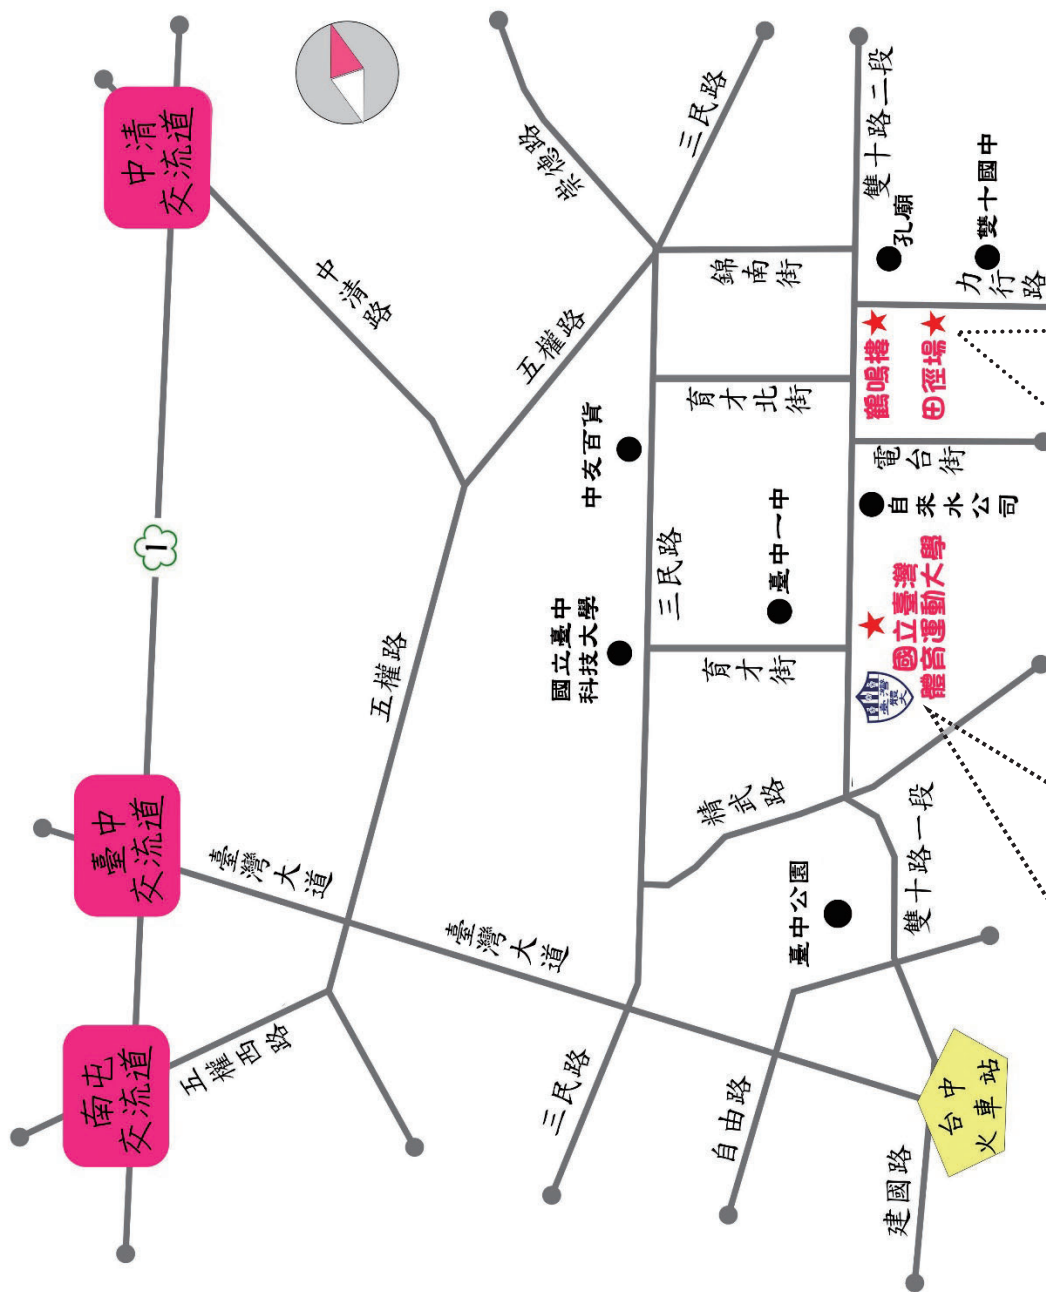 中清
交流道
臺中
交流道
南屯
交流道
1
中清路
崇德路
三民路
雙十路二段
五權路
錦南街
孔廟
雙十國中
力行路
鶴鳴樓
田徑場
育才北街
電台街
中友百貨
自來水公司
臺中一中
三民路
國立臺中
科技大學
五權路
育才街
國立臺灣
體育運動大學
臺灣體大
精武路
雙十路一段
臺中公園
臺灣大道
臺灣大道
五權西路
三民路
自由路
建國路
台中
火車站